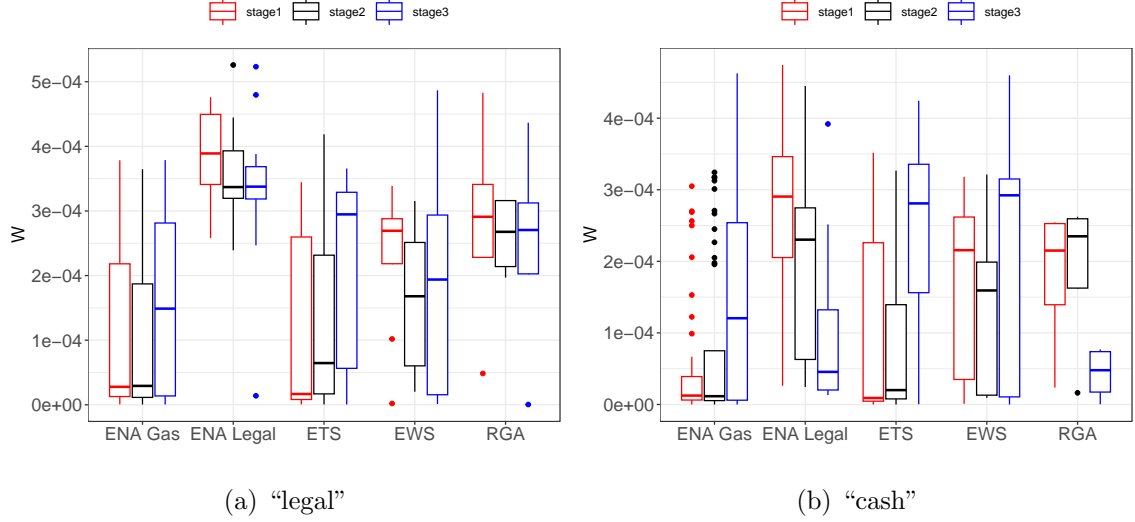 stage1 stage2 stage3
W
5e−04
4e−04
3e−04
2e−04
1e−04
0e+00
ENA Gas ENA Legal ETS EWS RGA
(a) “legal”
stage1 stage2 stage3
W
4e−04
3e−04
2e−04
1e−04
0e+00
ENA Gas ENA Legal ETS EWS RGA
(b) “cash”